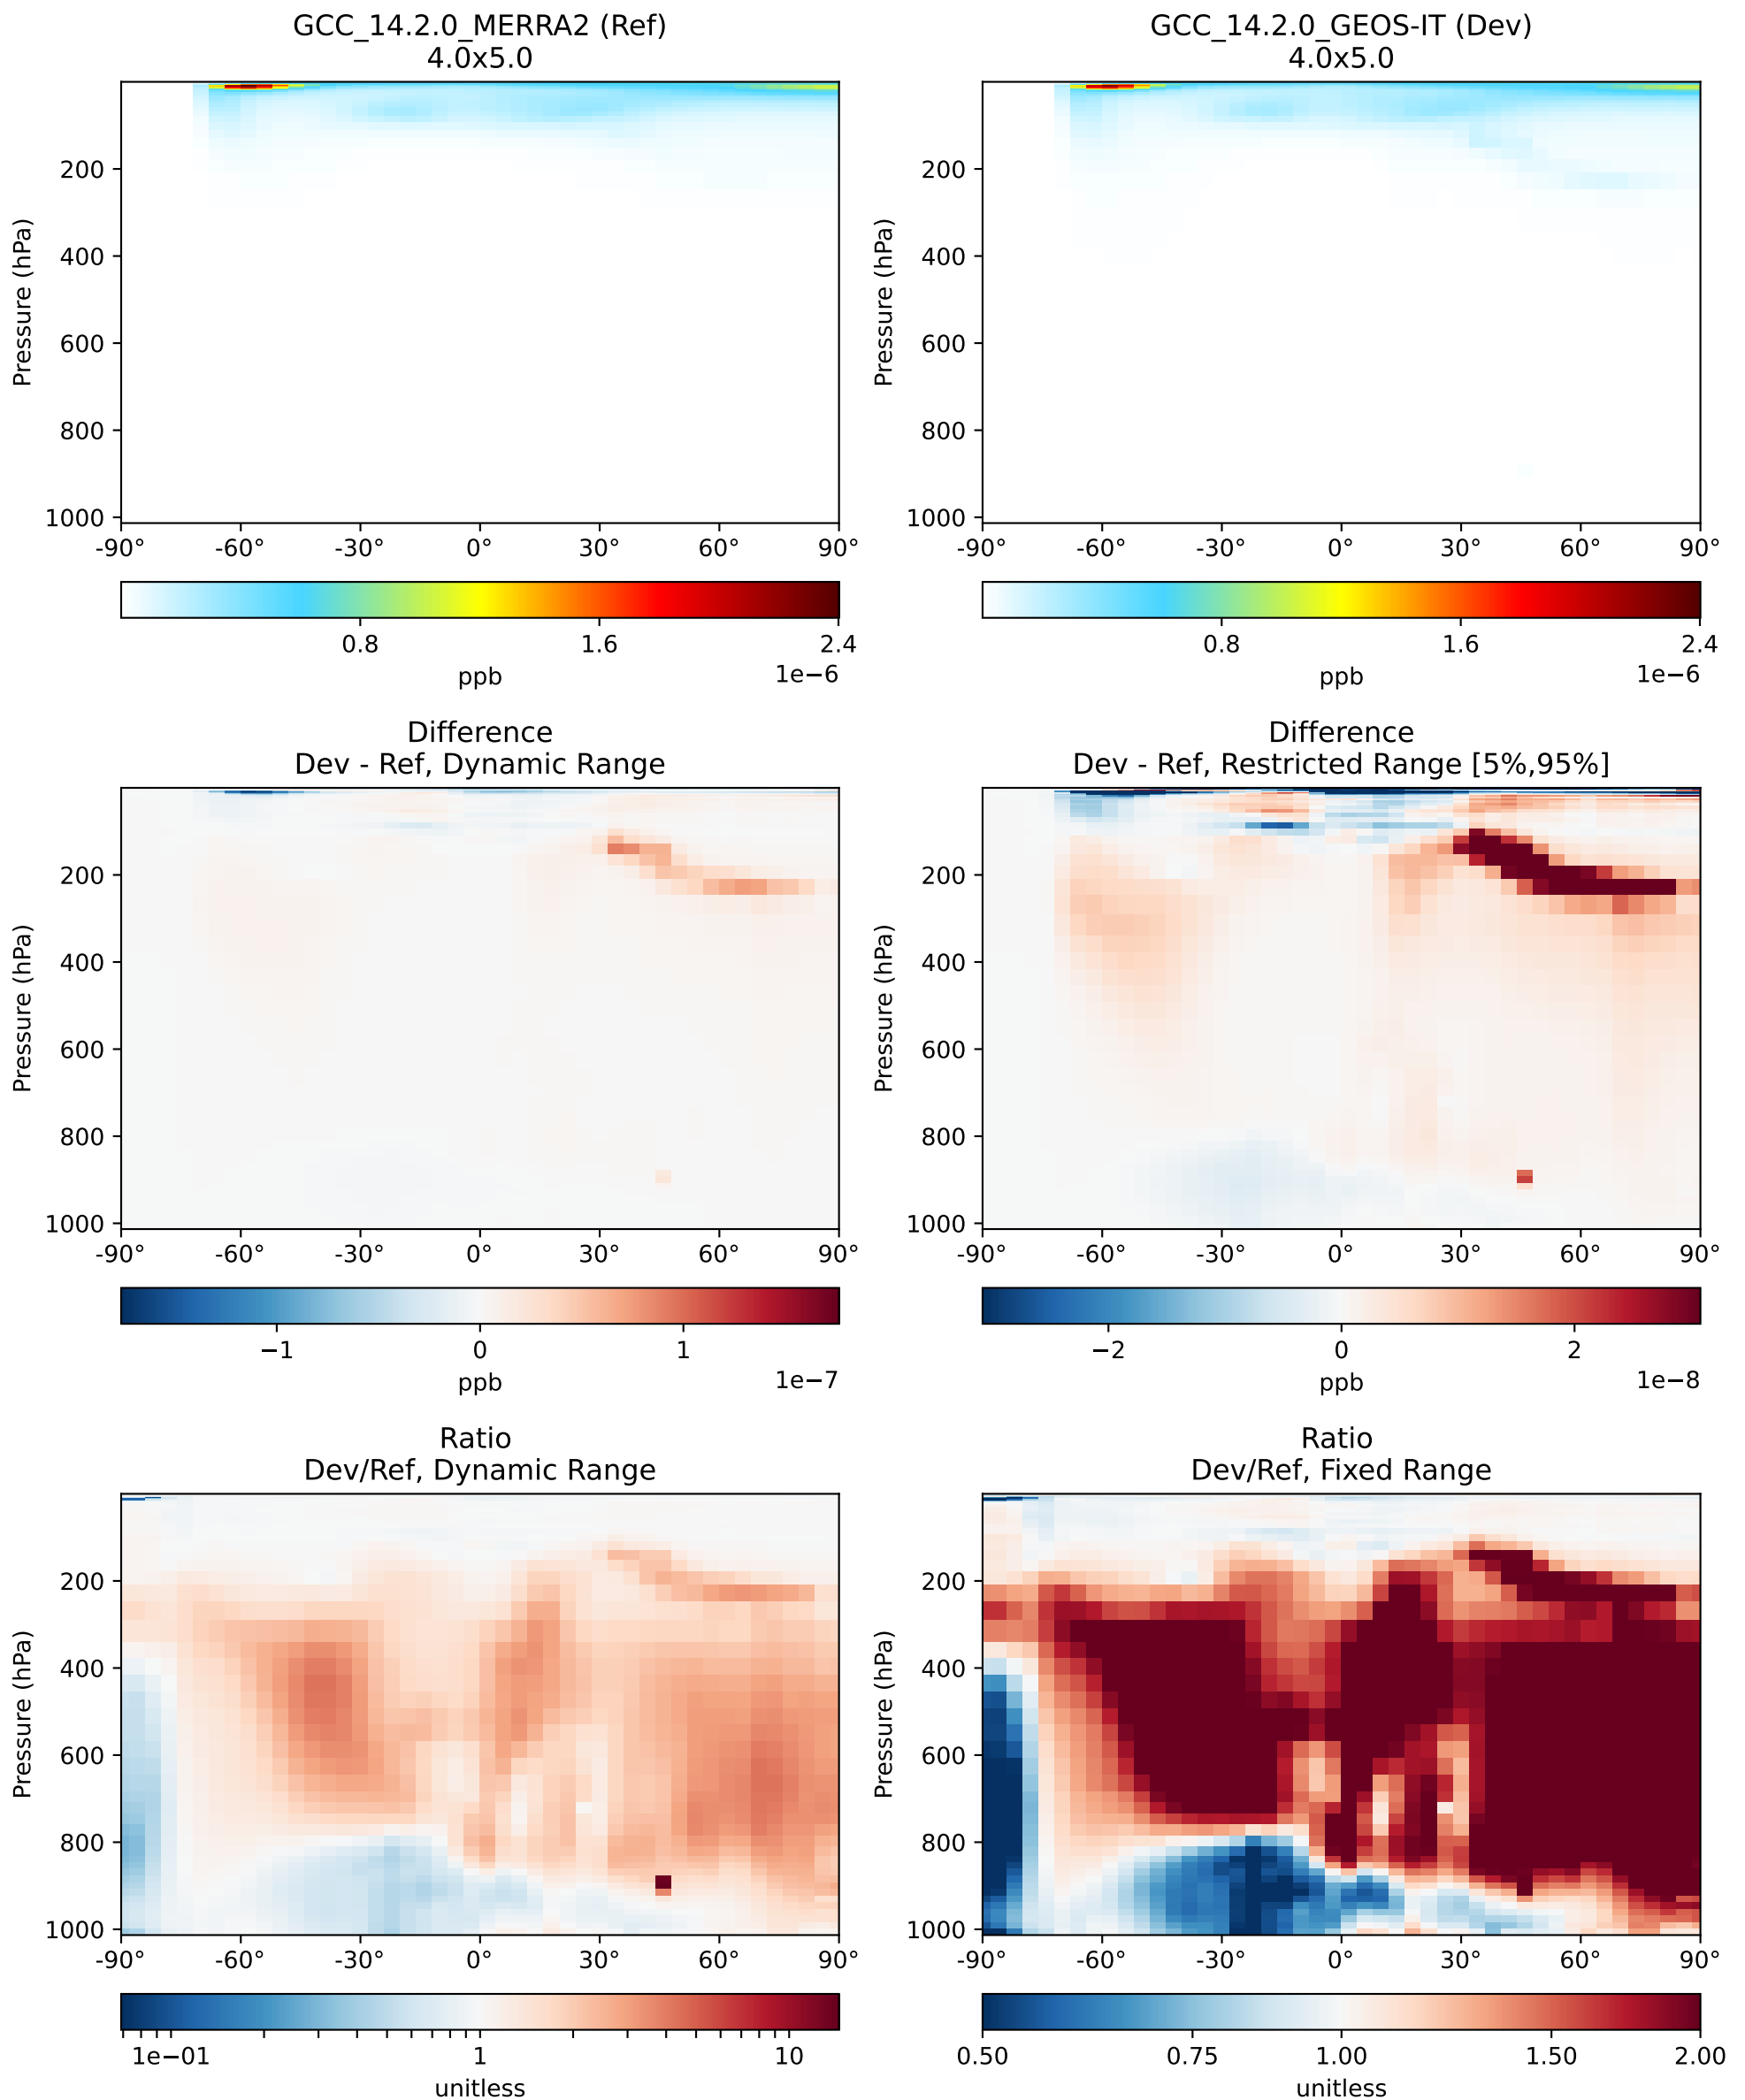 GCC_14.2.0_MERRA2 (Ref)
4.0x5.0
Pressure (hPa)
200
400
600
800
1000
-90° -60° -30° 0° 30° 60° 90°
0.8 1.6 2.4
1e−6
ppb
GCC_14.2.0_GEOS-IT (Dev)
4.0x5.0
Pressure (hPa)
200
400
600
800
1000
-90° -60° -30° 0° 30° 60° 90°
0.8 1.6 2.4
1e−6
ppb
Difference
Dev - Ref, Dynamic Range
Pressure (hPa)
200
400
600
800
1000
-90° -60° -30° 0° 30° 60° 90°
−1 0 1
1e−7
ppb
Difference
Dev - Ref, Restricted Range [5%,95%]
Pressure (hPa)
200
400
600
800
1000
-90° -60° -30° 0° 30° 60° 90°
−2 0 2
1e−8
ppb
Ratio
Dev/Ref, Dynamic Range
Pressure (hPa)
200
400
600
800
1000
-90° -60° -30° 0° 30° 60° 90°
1e−01 1 10
unitless
Ratio
Dev/Ref, Fixed Range
Pressure (hPa)
200
400
600
800
1000
-90° -60° -30° 0° 30° 60° 90°
0.50 0.75 1.00 1.50 2.00
unitless